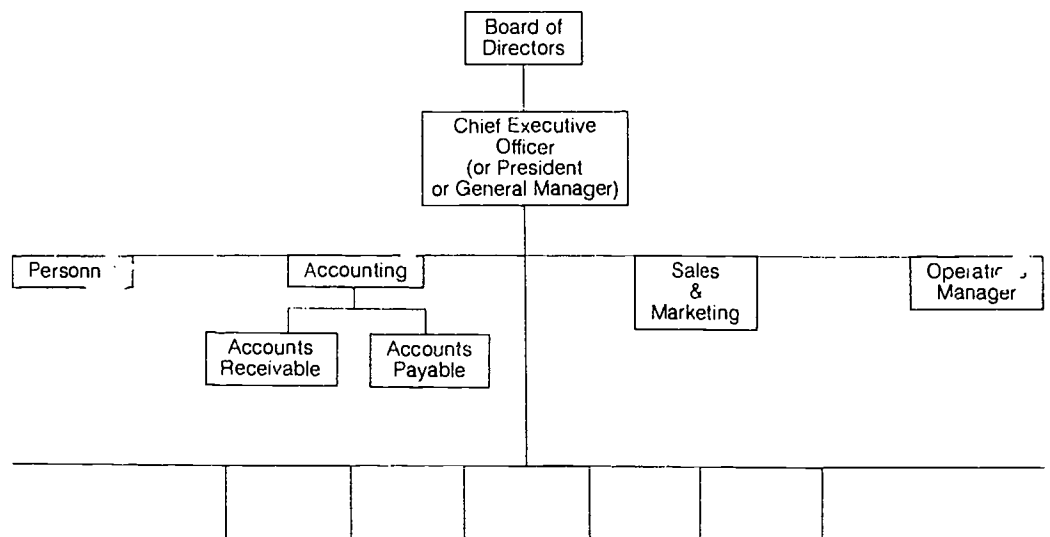 Board of
Directors
Chief Executive
Officer
(or President
or General Manager)
Accounting
Sales
&
Marketing
Manager
Accounts
Receivable
Accounts
Payable